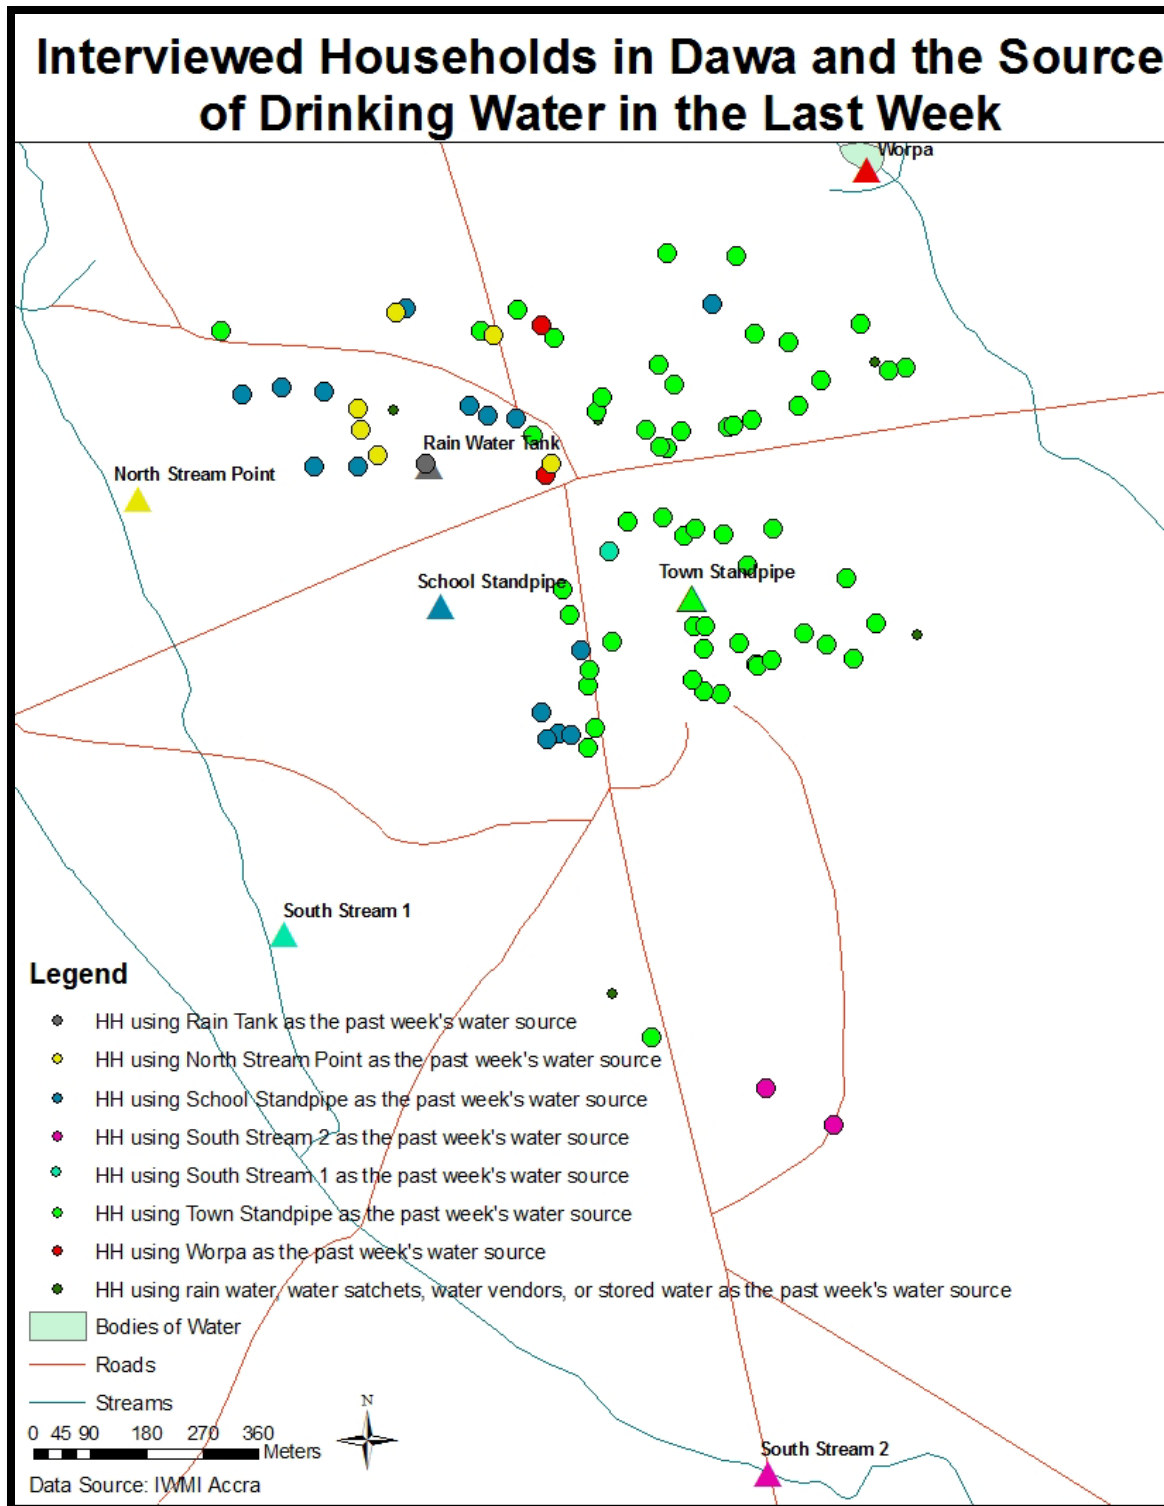 Interviewed Households in Dawa and the Source
of Drinking Water in the Last Week
Worpa
Rain Water Tank
North Stream Point
School Standpipe
Town Standpipe
South Stream 1
Legend
HH using Rain Tank as the past week's water source
HH using North Stream Point as the past week's water source
HH using School Standpipe as the past week's water source
HH using South Stream 2 as the past week's water source
HH using South Stream 1 as the past week's water source
HH using Town Standpipe as the past week's water source
HH using Worpa as the past week's water source
HH using rain water, water satchets, water vendors, or stored water as the past week's water source
Bodies of Water
Roads
Streams
N
0 45 90 180 270 360
Meters
South Stream 2
Data Source: IWMI Accra